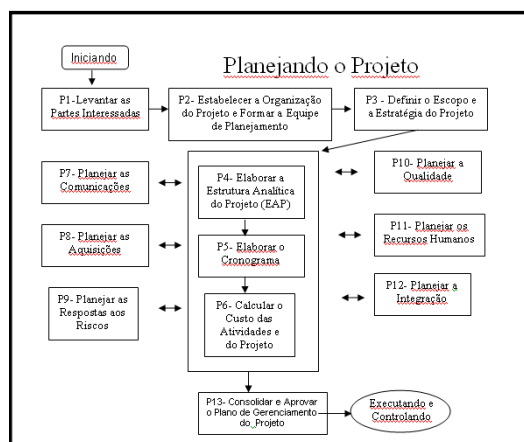 Iniciando
Planejando o Projeto
P1-Levantar as
Partes Interessadas
P2- Estabelecer a Organização
do Projeto e Formar a Equipe
de Planejamento
P3 - Definir o Escopo e
a Estratégia do Projeto
P7- Planejar as
Comunicações
P4- Elaborar a
Estrutura Analítica
do Projeto (EAP)
P10- Planejar a
Qualidade
P8- Planejar as
Aquisições
P5- Elaborar o
Cronograma
P11- Planejar os
Recursos Humanos
P9- Planejar as
Respostas aos
Riscos
P6- Calcular o
Custo das
Atividades e
do Projeto
P12- Planejar a
Integração
P13- Consolidar e Aprovar
o Plano de Gerenciamento
do Projeto
Executando e
Controlando